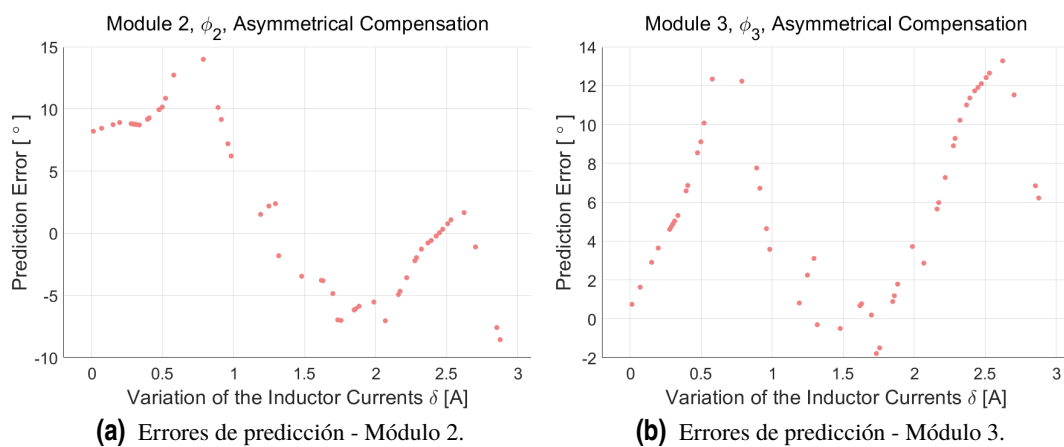 Module 2, ϕ₂, Asymmetrical Compensation
15
10
5
0
-5
-10
Prediction Error [ ° ]
0 0.5 1 1.5 2 2.5 3
Variation of the Inductor Currents δ [A]
(a) Errores de predicción - Módulo 2.
Module 3, ϕ₃, Asymmetrical Compensation
14
12
10
8
6
4
2
0
-2
Prediction Error [ ° ]
0 0.5 1 1.5 2 2.5 3
Variation of the Inductor Currents δ [A]
(b) Errores de predicción - Módulo 3.